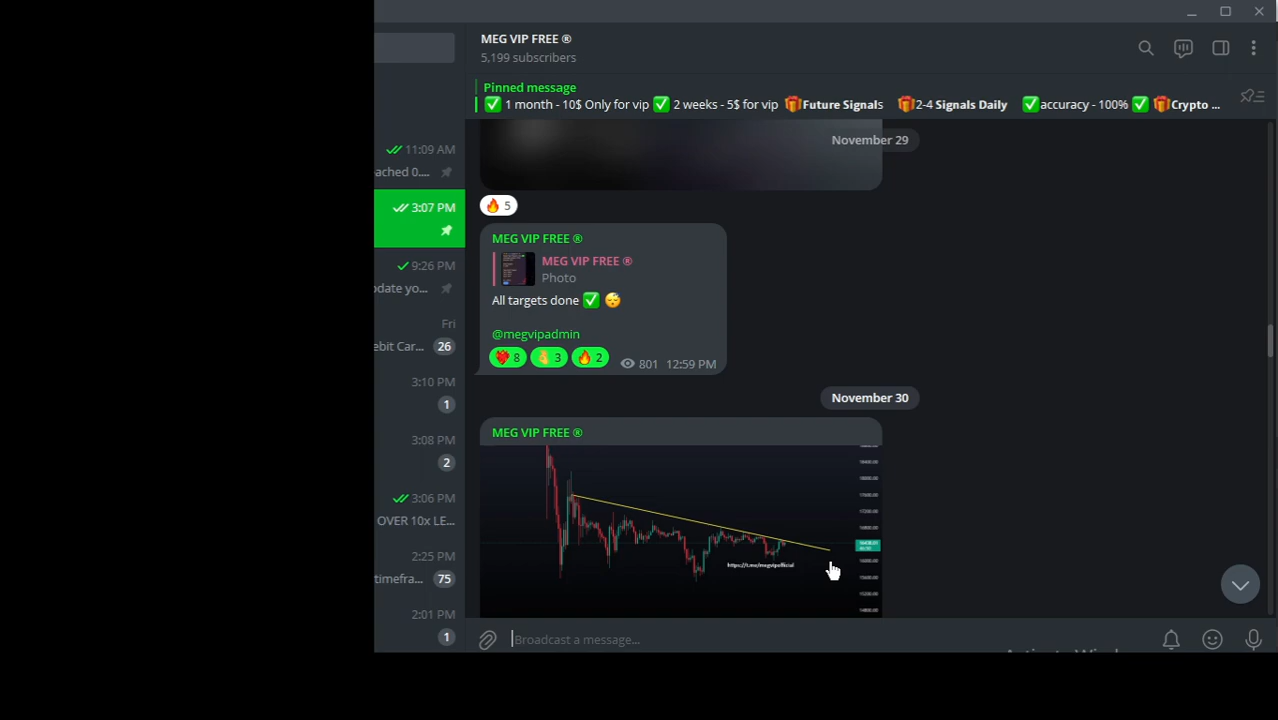 MEG VIP FREE ®
5,199 subscribers
Pinned message
✅ 1 month - 10$ Only for vip ✅ 2 weeks - 5$ for vip 🎁Future Signals 🎁2-4 Signals Daily ✅accuracy - 100% ✅ 🎁Crypto ...
November 29
🔥 5
MEG VIP FREE ®
MEG VIP FREE ®
Photo
All targets done ✅ 😴
@megvipadmin
8 3 🔥 2 801 12:59 PM
November 30
MEG VIP FREE ®
https://t.me/megvipofficial
Broadcast a message...
11:09 AM
ached 0....
3:07 PM
9:26 PM
date yo...
Fri
ebit Car... 26
3:10 PM
1
3:08 PM
2
3:06 PM
OVER 10x LE...
2:25 PM
timefra... 75
2:01 PM
1